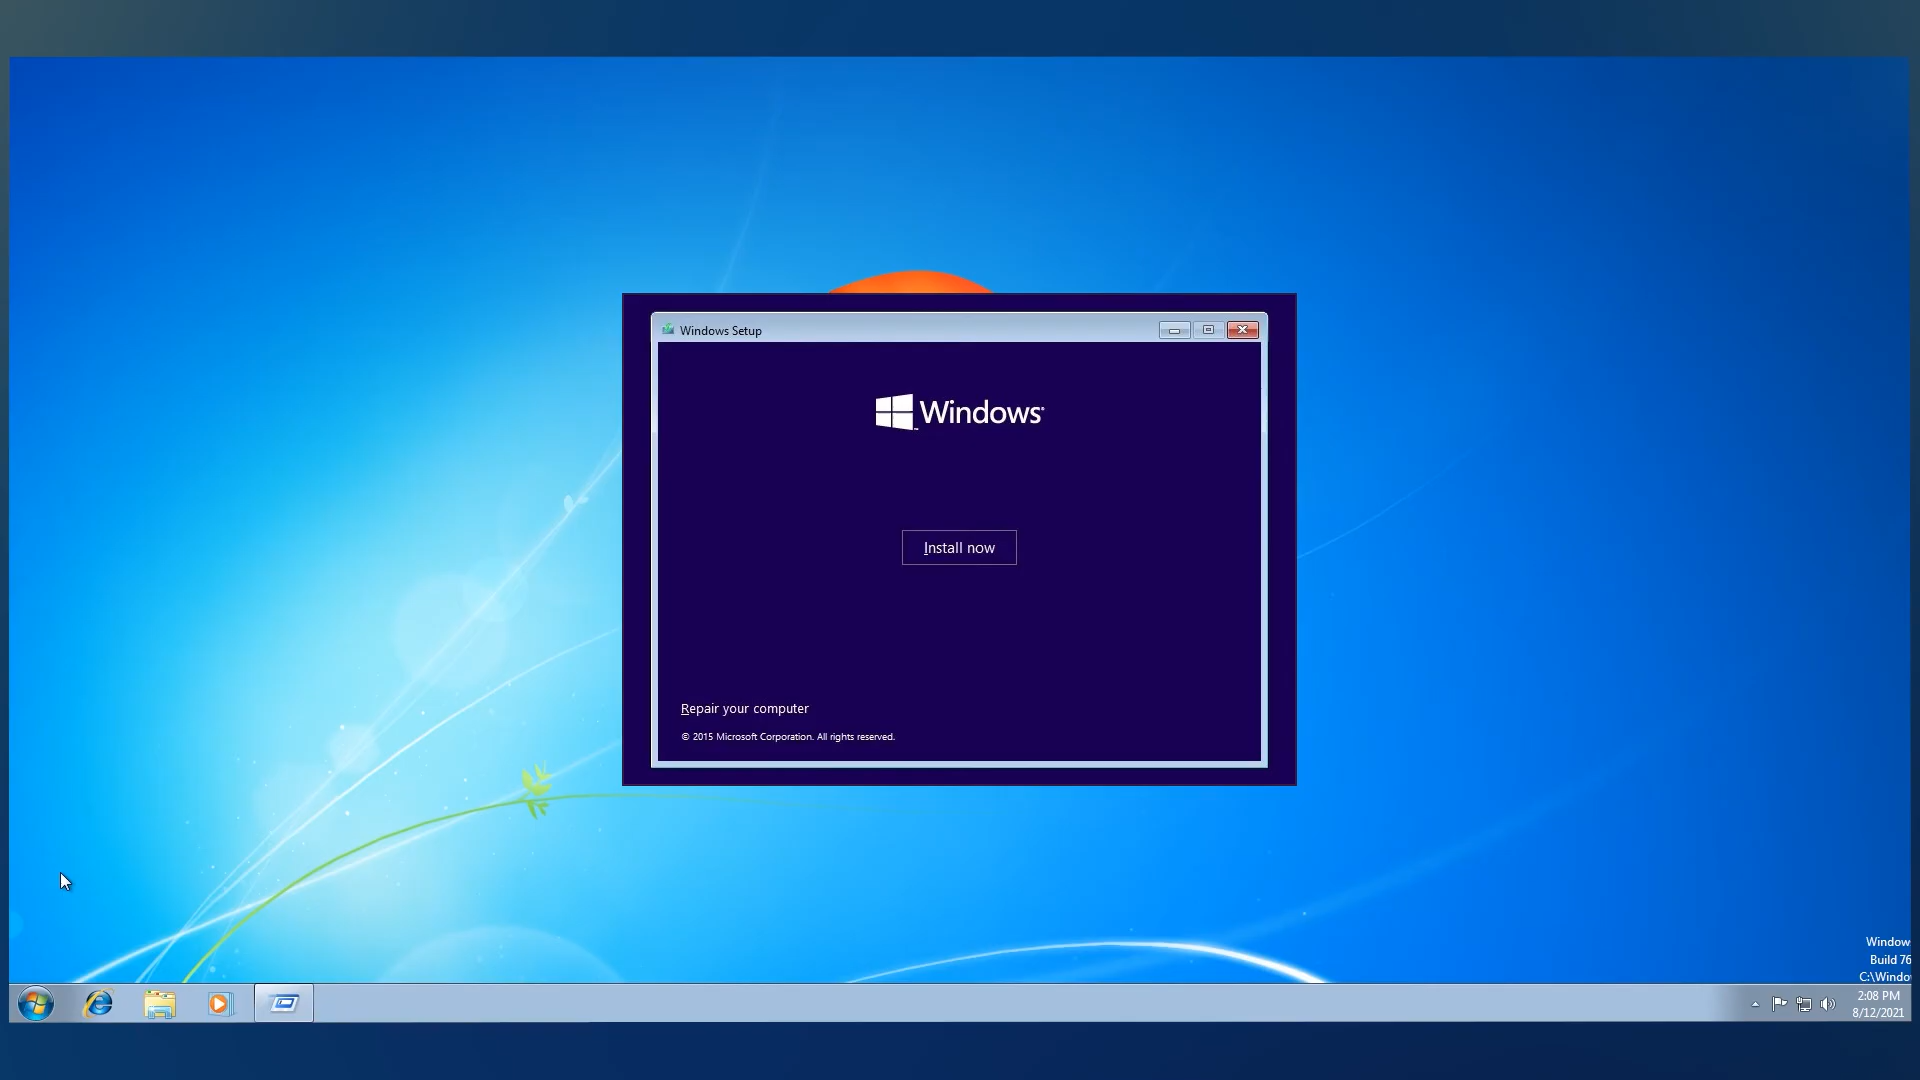 Windows Setup
Windows
Install now
Repair your computer
© 2015 Microsoft Corporation. All rights reserved.
Window
Build 76
C:\Windo
2:08 PM
8/12/2021